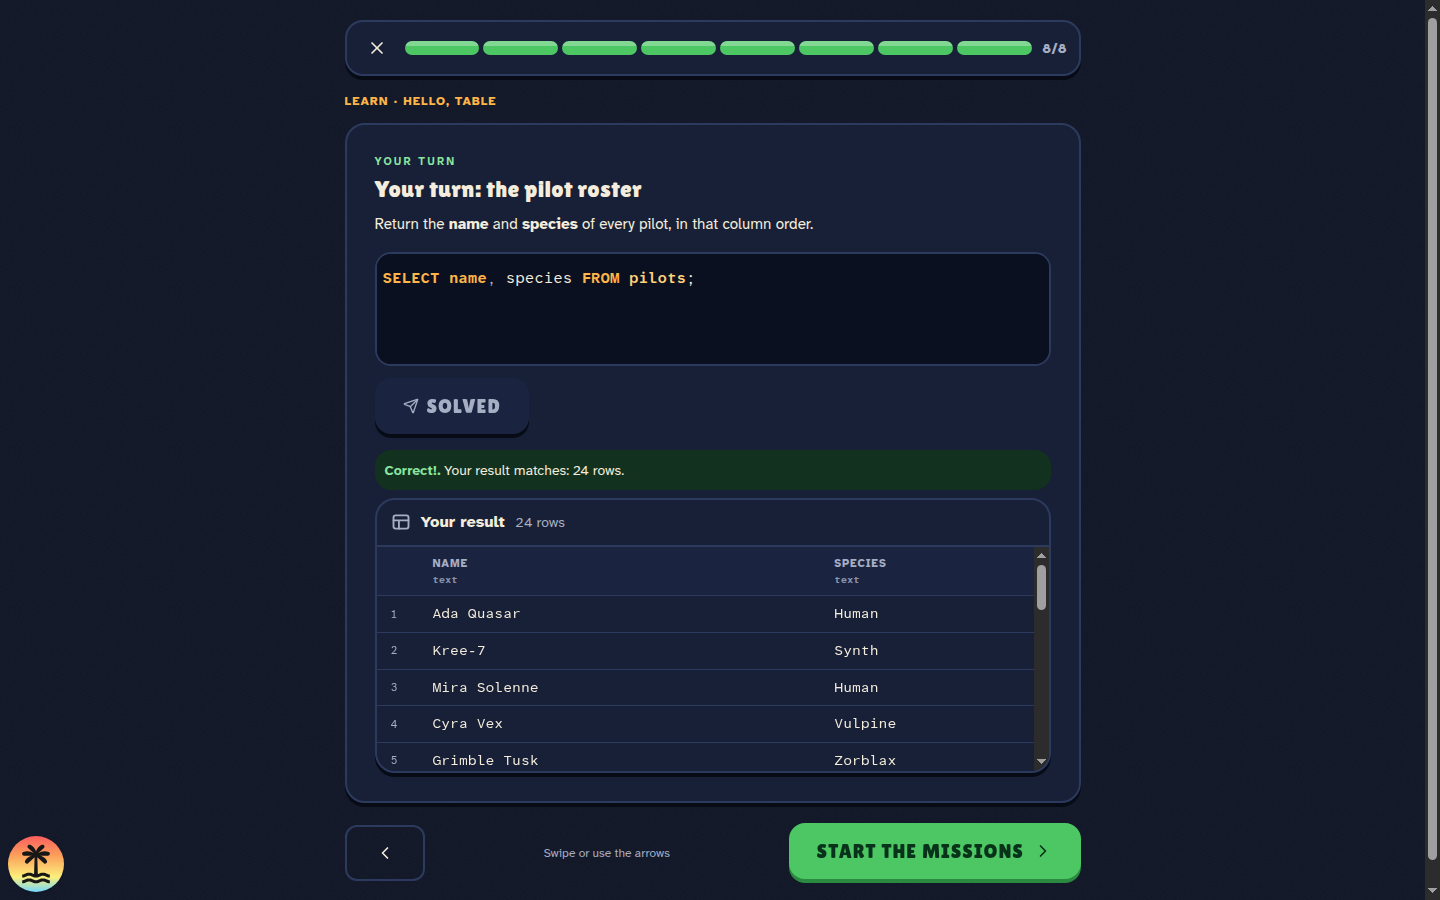 8/8
LEARN · HELLO, TABLE
YOUR TURN
Your turn: the pilot roster
Return the name and species of every pilot, in that column order.
SELECT name, species FROM pilots;
SOLVED
Correct!. Your result matches: 24 rows.
Your result 24 rows
NAME SPECIES
text text
1 Ada Quasar Human
2 Kree-7 Synth
3 Mira Solenne Human
4 Cyra Vex Vulpine
5 Grimble Tusk Zorblax
Swipe or use the arrows
START THE MISSIONS